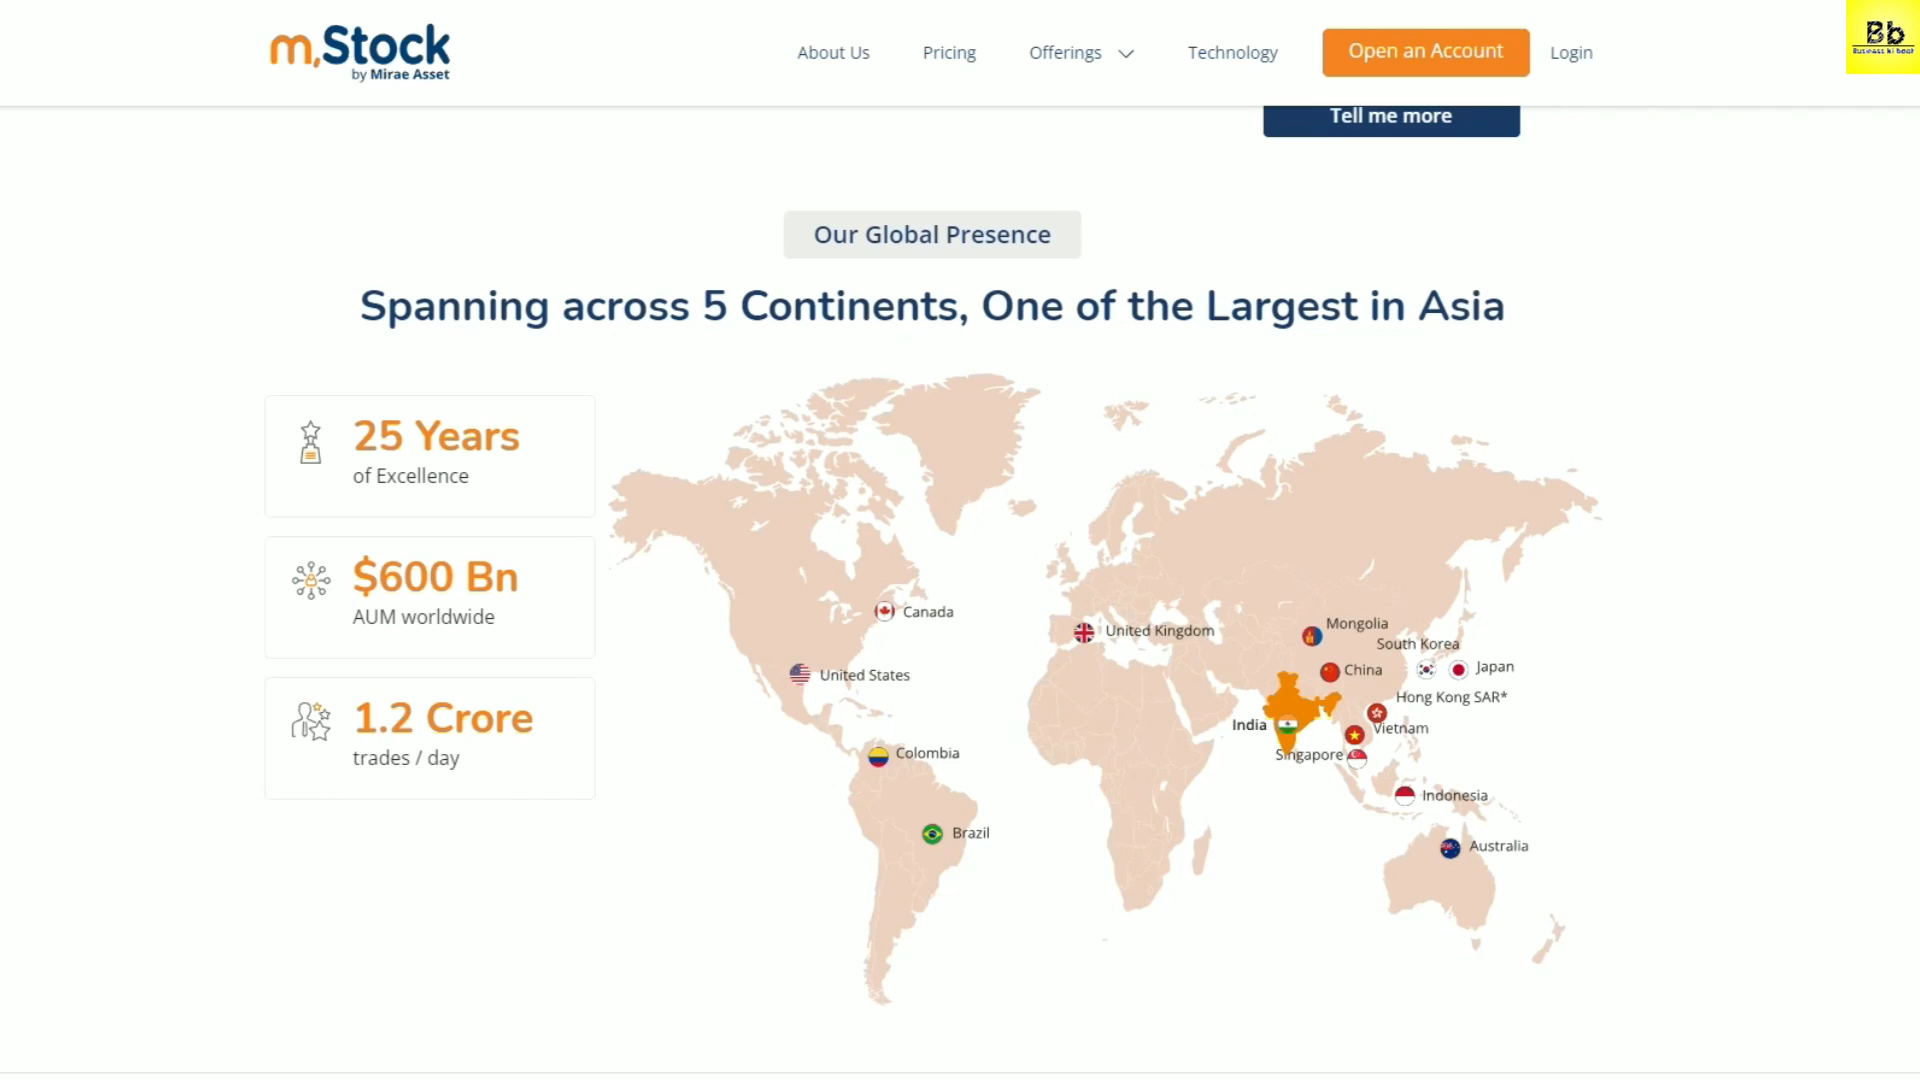 m.Stock
by Mirae Asset
About Us
Pricing
Offerings
Technology
Open an Account
Login
Bb
Business ki baat
Tell me more
Our Global Presence
Spanning across 5 Continents, One of the Largest in Asia
25 Years
of Excellence
$600 Bn
AUM worldwide
1.2 Crore
trades / day
Canada
United Kingdom
Mongolia
South Korea
United States
China
Japan
Hong Kong SAR*
India
Vietnam
Colombia
Singapore
Indonesia
Brazil
Australia